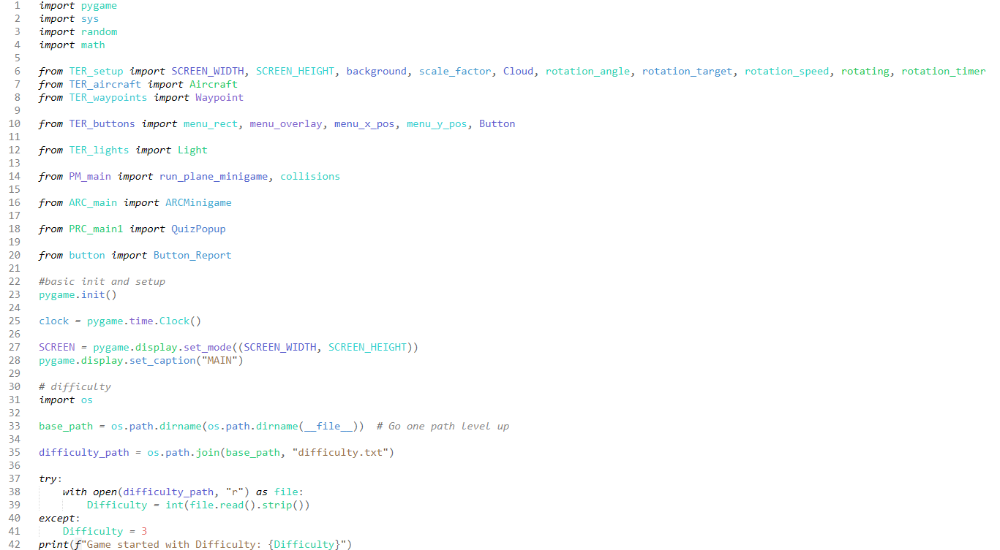 1 import pygame
2 import sys
3 import random
4 import math
5
6 from TER_setup import SCREEN_WIDTH, SCREEN_HEIGHT, background, scale_factor, Cloud, rotation_angle, rotation_target, rotation_speed, rotating, rotation_timer
7 from TER_aircraft import Aircraft
8 from TER_waypoints import Waypoint
9
10 from TER_buttons import menu_rect, menu_overlay, menu_x_pos, menu_y_pos, Button
11
12 from TER_lights import Light
13
14 from PM_main import run_plane_minigame, collisions
15
16 from ARC_main import ARCMinigame
17
18 from PRC_main1 import QuizPopup
19
20 from button import Button_Report
21
22 #basic init and setup
23 pygame.init()
24
25 clock = pygame.time.Clock()
26
27 SCREEN = pygame.display.set_mode((SCREEN_WIDTH, SCREEN_HEIGHT))
28 pygame.display.set_caption("MAIN")
29
30 # difficulty
31 import os
32
33 base_path = os.path.dirname(os.path.dirname(__file__))  # Go one path level up
34
35 difficulty_path = os.path.join(base_path, "difficulty.txt")
36
37 try:
38     with open(difficulty_path, "r") as file:
39         Difficulty = int(file.read().strip())
40 except:
41     Difficulty = 3
42 print(f"Game started with Difficulty: {Difficulty}")